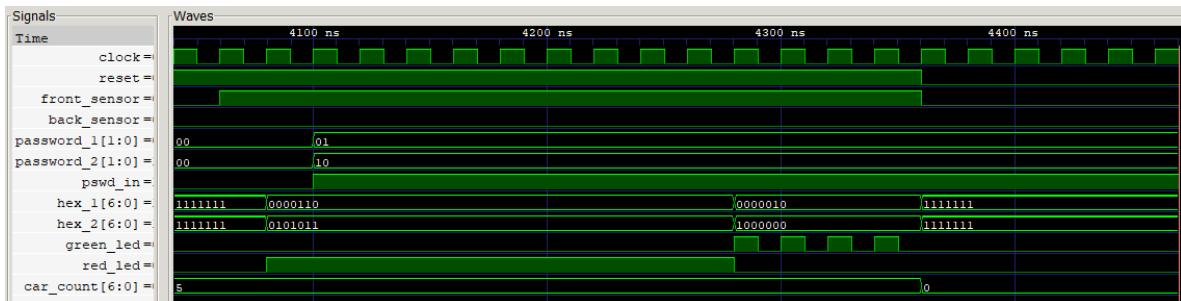 Signals Waves
Time 4100 ns 4200 ns 4300 ns 4400 ns
clock=
reset=
front_sensor=
back_sensor=
password_1[1:0]= 00 01
password_2[1:0]= 00 10
pswd_in=
hex_1[6:0]= 1111111 0000110 0000010 1111111
hex_2[6:0]= 1111111 0101011 1000000 1111111
green_led=
red_led=
car_count[6:0]= 5 0